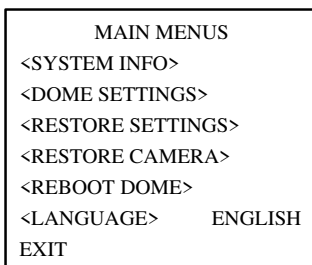 MAIN MENUS
<SYSTEM INFO>
<DOME SETTINGS>
<RESTORE SETTINGS>
<RESTORE CAMERA>
<REBOOT DOME>
<LANGUAGE> ENGLISH
EXIT